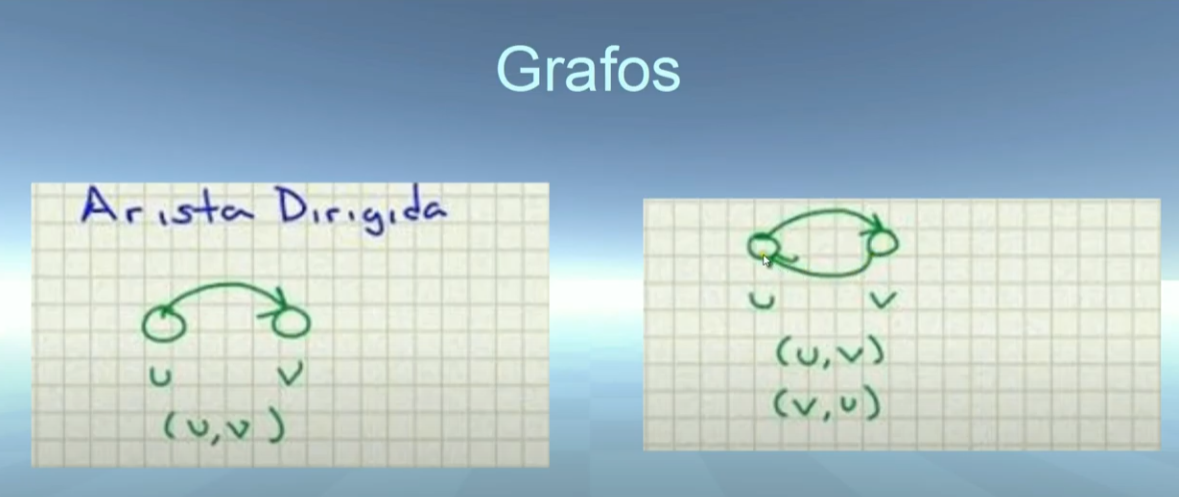 Grafos
Arista Dirigida
u v
(u,v)
u v
(u,v)
(v,u)